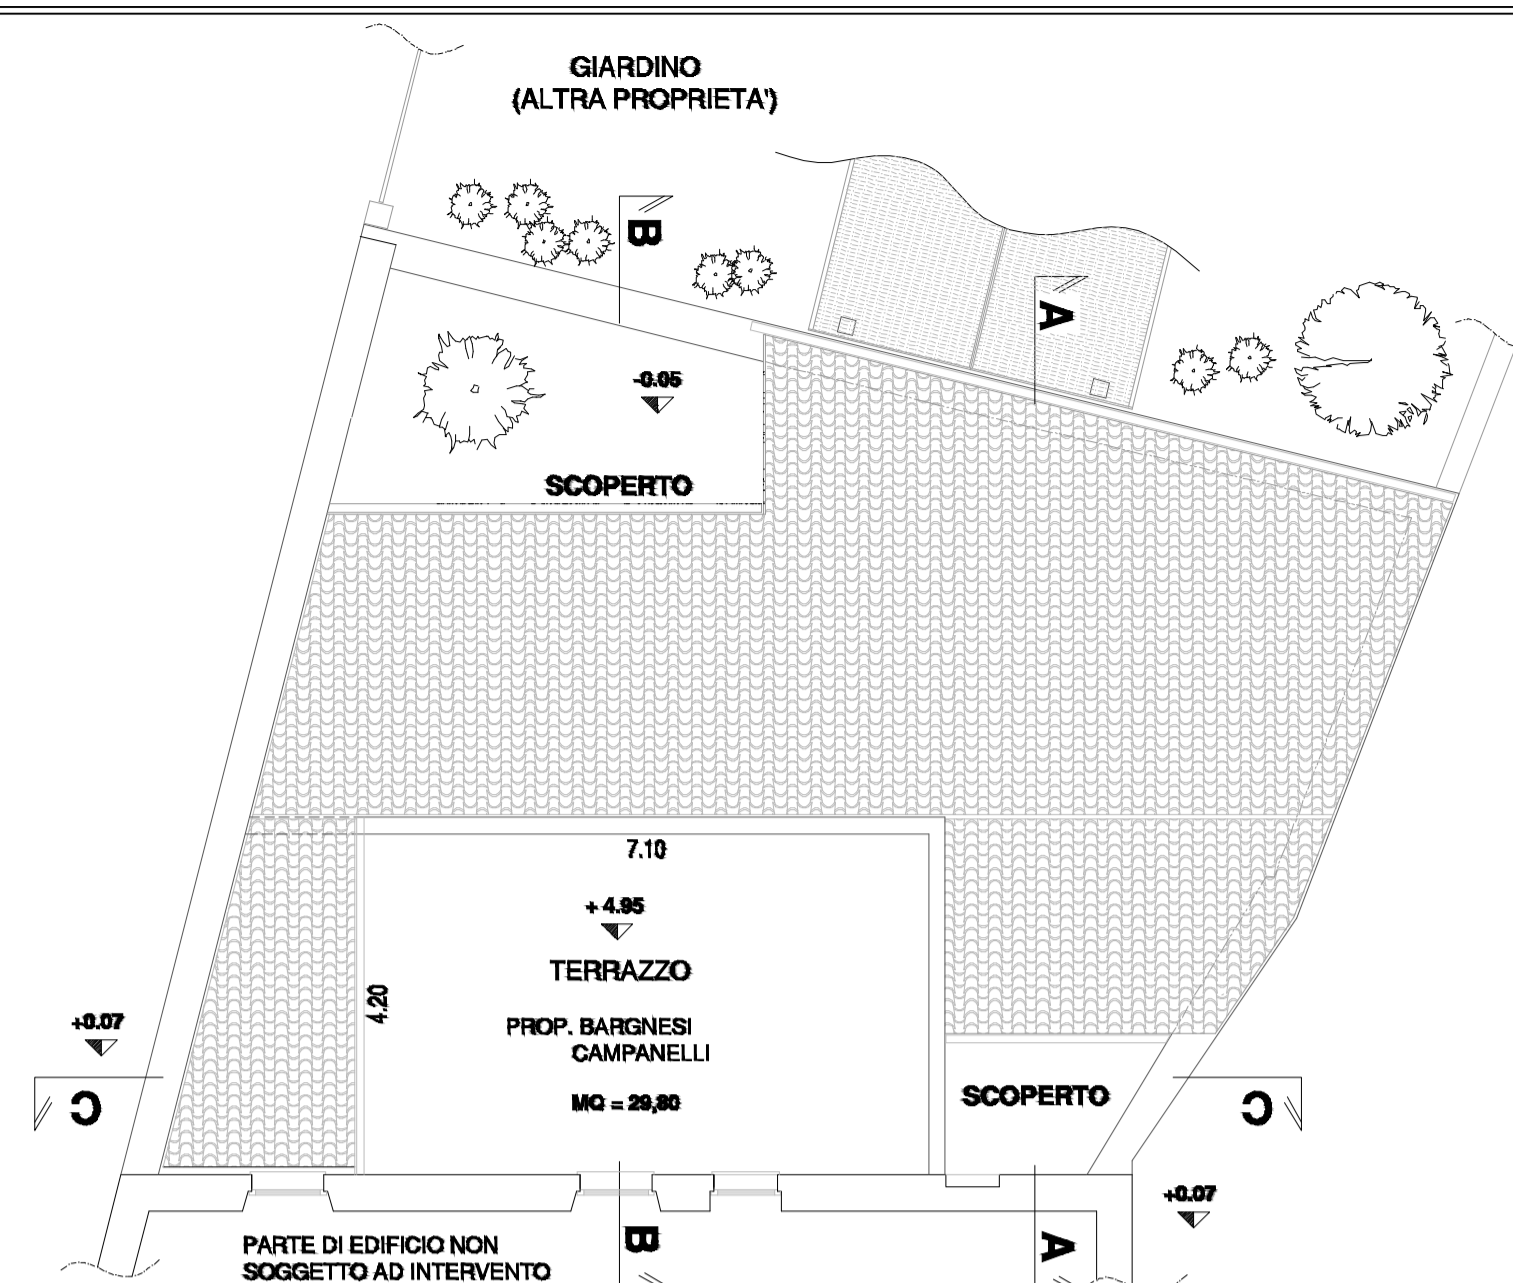 GIARDINO
(ALTRA PROPRIETA')
B
A
-0.05
SCOPERTO
7.10
+ 4.95
TERRAZZO
4.20
PROP. BARGNESI
CAMPANELLI
MQ = 29,80
+0.07
C
SCOPERTO
C
+0.07
B
A
PARTE DI EDIFICIO NON
SOGGETTO AD INTERVENTO